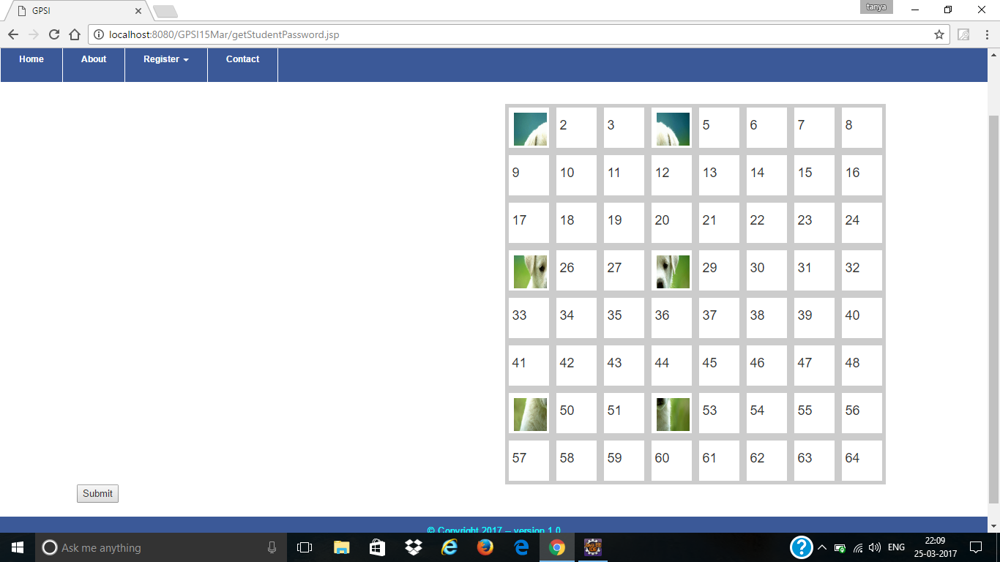 GPSI
tanya
localhost:8080/GPSI15Mar/getStudentPassword.jsp
Home About Register Contact
2 3 5 6 7 8
9 10 11 12 13 14 15 16
17 18 19 20 21 22 23 24
26 27 29 30 31 32
33 34 35 36 37 38 39 40
41 42 43 44 45 46 47 48
50 51 53 54 55 56
57 58 59 60 61 62 63 64
Submit
© Copyright 2017 – version 1.0
Ask me anything
ENG
22:09
25-03-2017